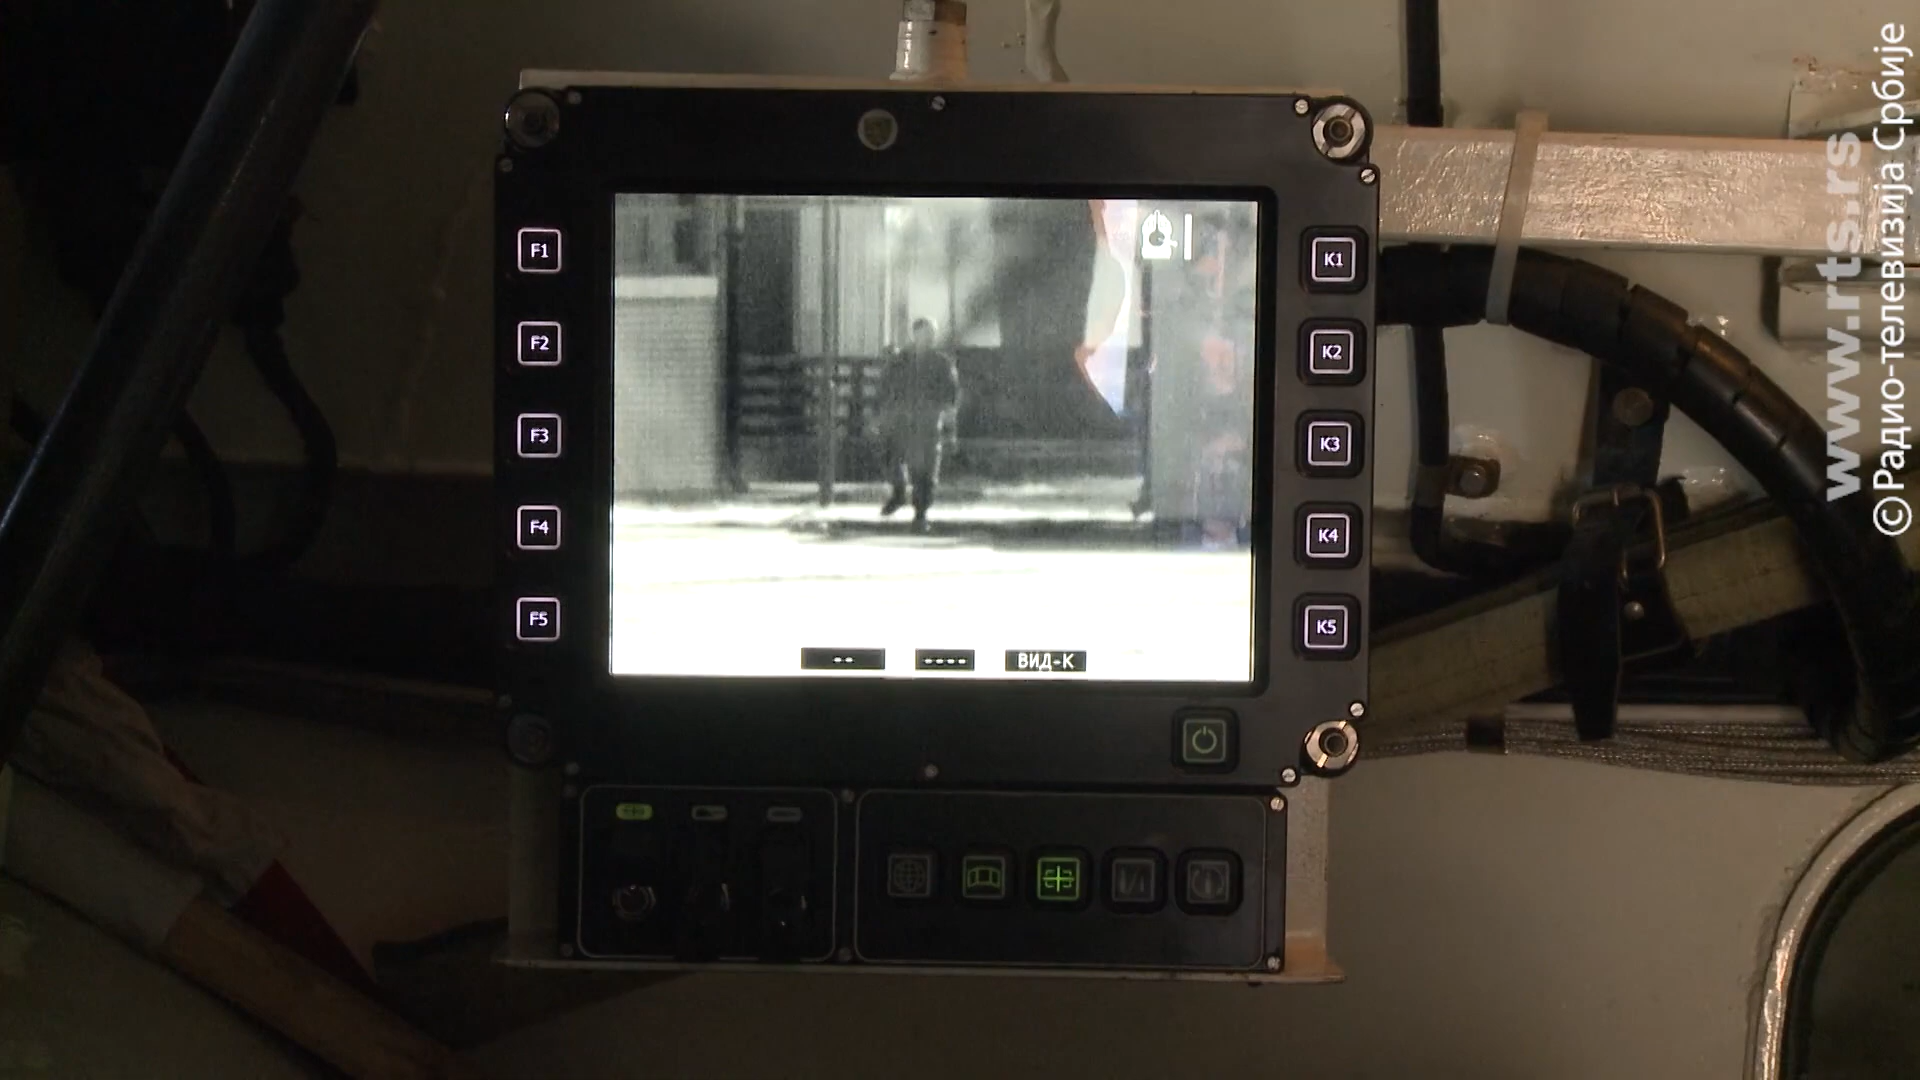 F1
F2
F3
F4
F5
K1
K2
K3
K4
K5
--
----
ВИД-К
www.rts.rs
©Радио-телевизија Србије